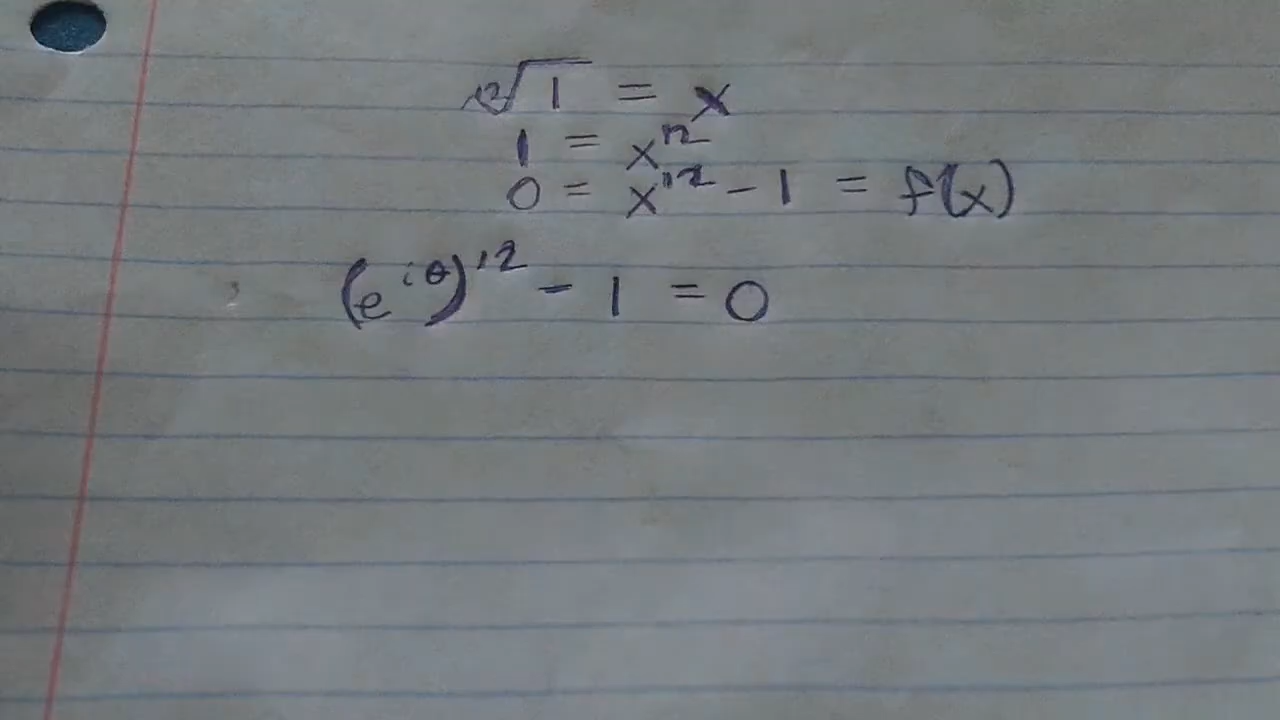 ¹²√1 = x
1 = x¹²
0 = x¹² - 1 = f(x)
(e^{iθ})¹² - 1 = 0